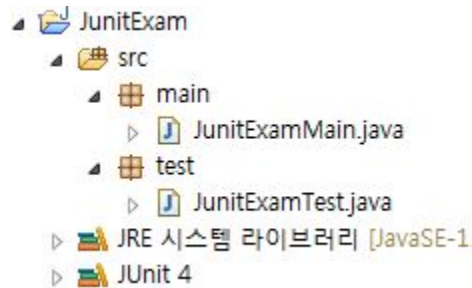 JunitExam
src
main
JunitExamMain.java
test
JunitExamTest.java
JRE 시스템 라이브러리 [JavaSE-1
JUnit 4